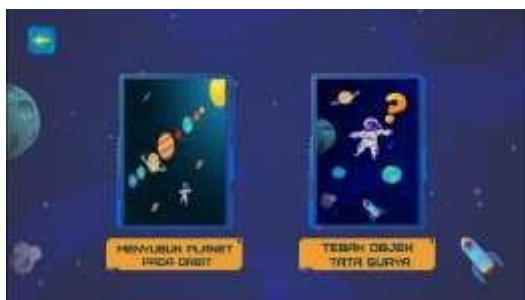 MENYUSUN PLANET
PADA ORBIT
TEBAK OBJEK
TATA SURYA